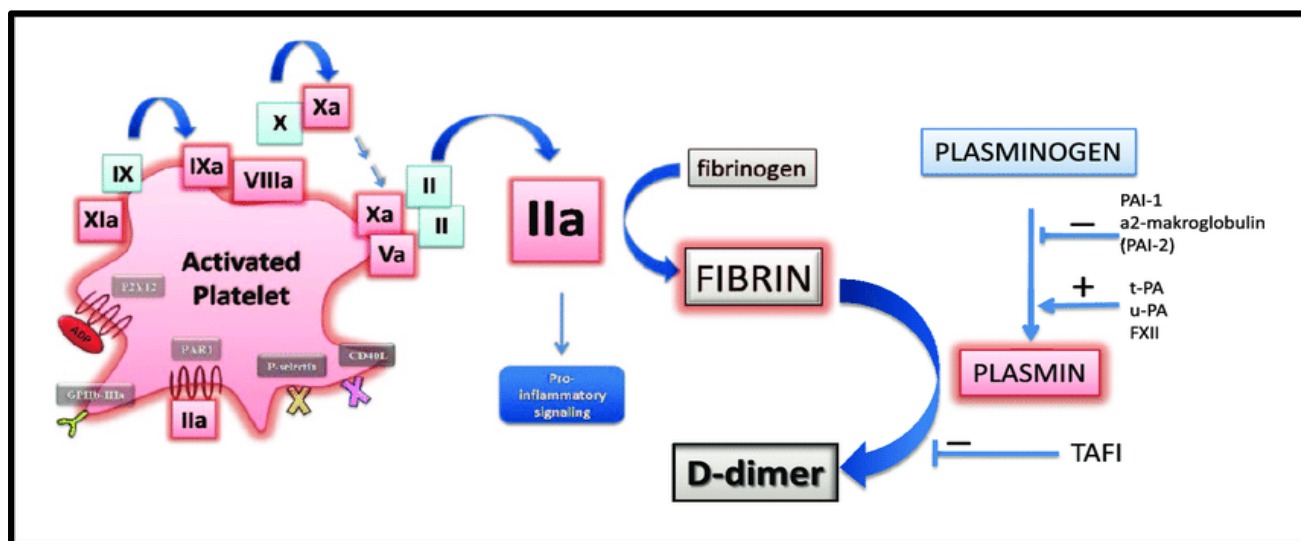 X
Xa
IX
IXa
VIIIa
XIa
Xa
Va
II
II
Activated
Platelet
P2Y12
ADP
PAR1
P-selectin
CD40L
GPIIb-IIIa
IIa
IIa
Pro-
inflammatory
signaling
fibrinogen
FIBRIN
D-dimer
PLASMINOGEN
–
PAI-1
a2-makroglobulin
(PAI-2)
+
t-PA
u-PA
FXII
PLASMIN
–
TAFI